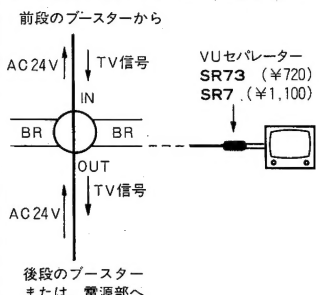 前段のブースターから
AC24V
TV信号
IN
VUセパレーター
SR73 (¥720)
SR7 (¥1,100)
BR
BR
OUT
TV信号
AC24V
後段のブースター
または 電源部へ